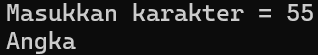 Masukkan karakter = 55
Angka